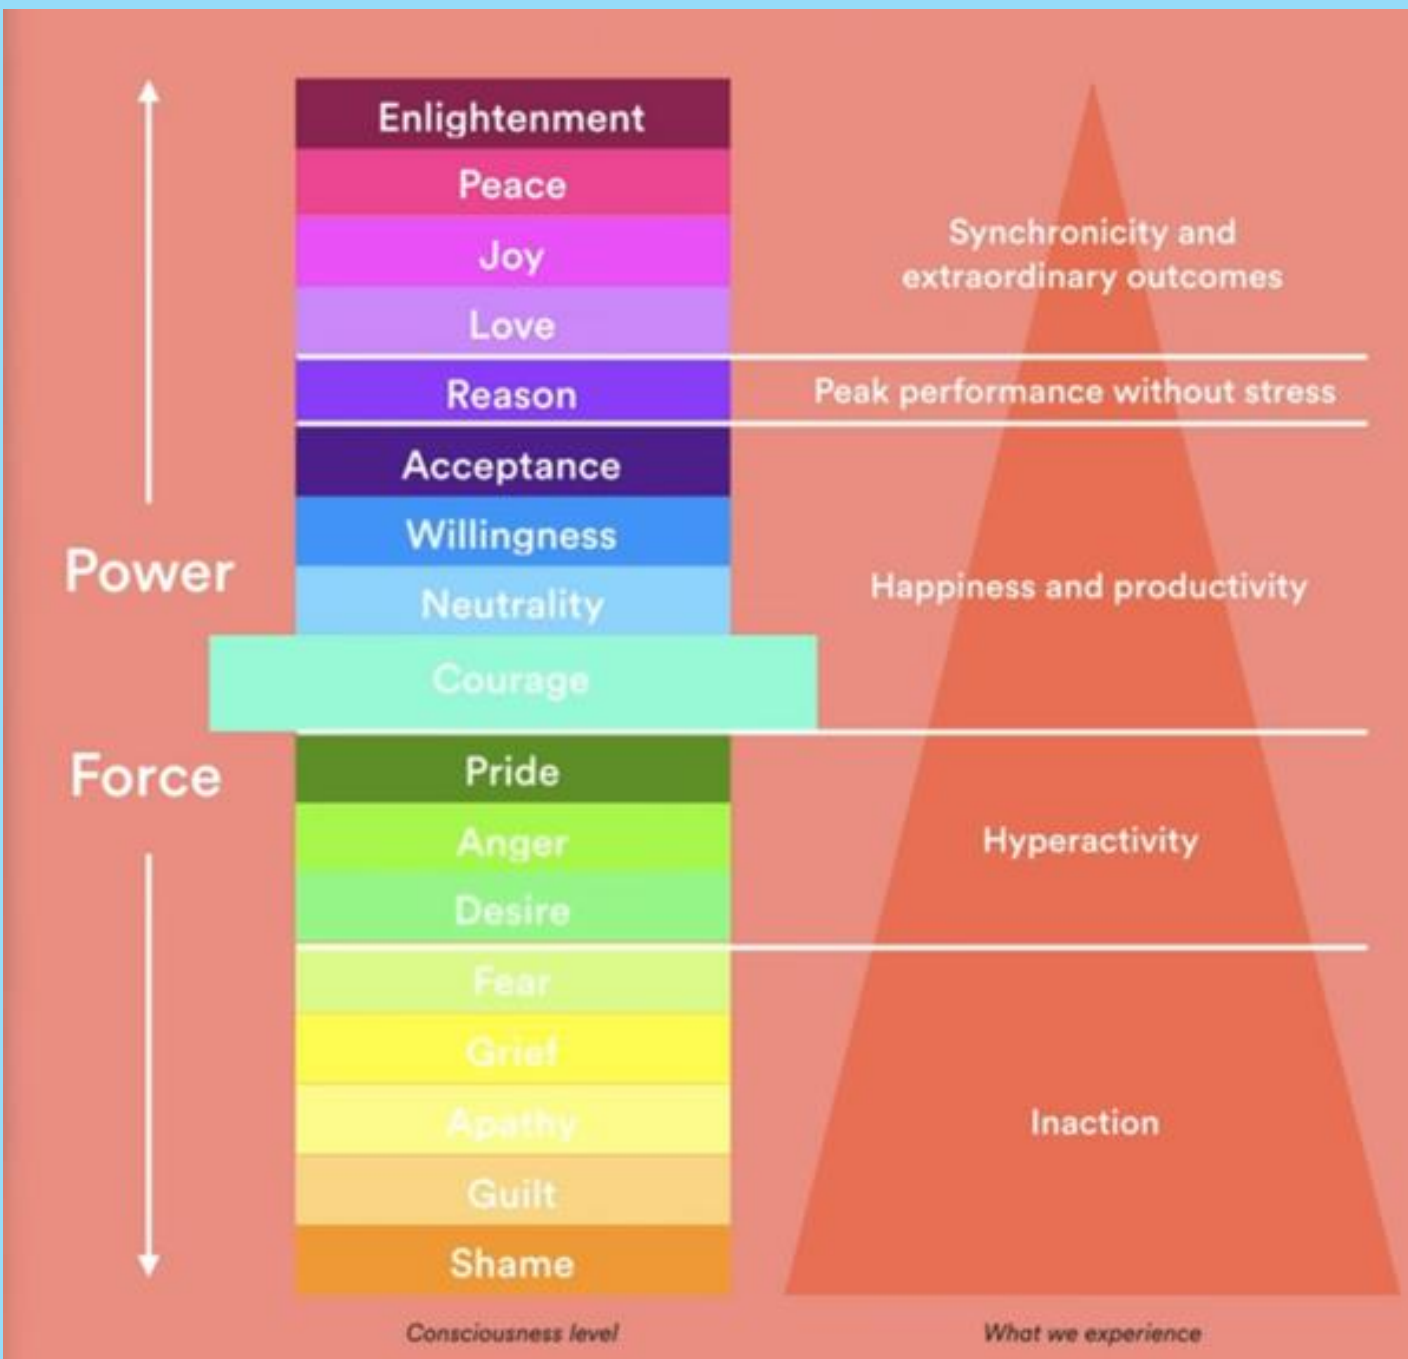 Enlightenment
Peace
Joy
Love
Reason
Acceptance
Willingness
Neutrality
Courage
Pride
Anger
Desire
Fear
Grief
Apathy
Guilt
Shame
Consciousness level
Power
Force
Synchronicity and
extraordinary outcomes
Peak performance without stress
Happiness and productivity
Hyperactivity
Inaction
What we experience